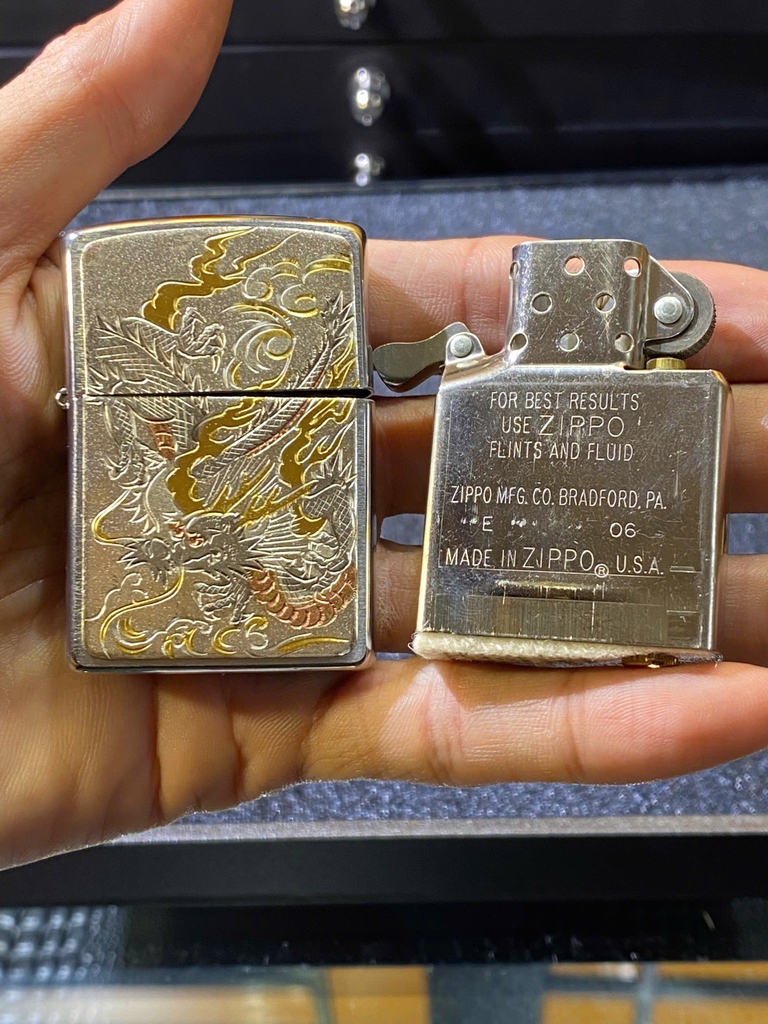 FOR BEST RESULTS
USE ZIPPO
FLINTS AND FLUID
ZIPPO MFG. CO. BRADFORD, PA.
E 06
MADE IN ZIPPO® U.S.A.